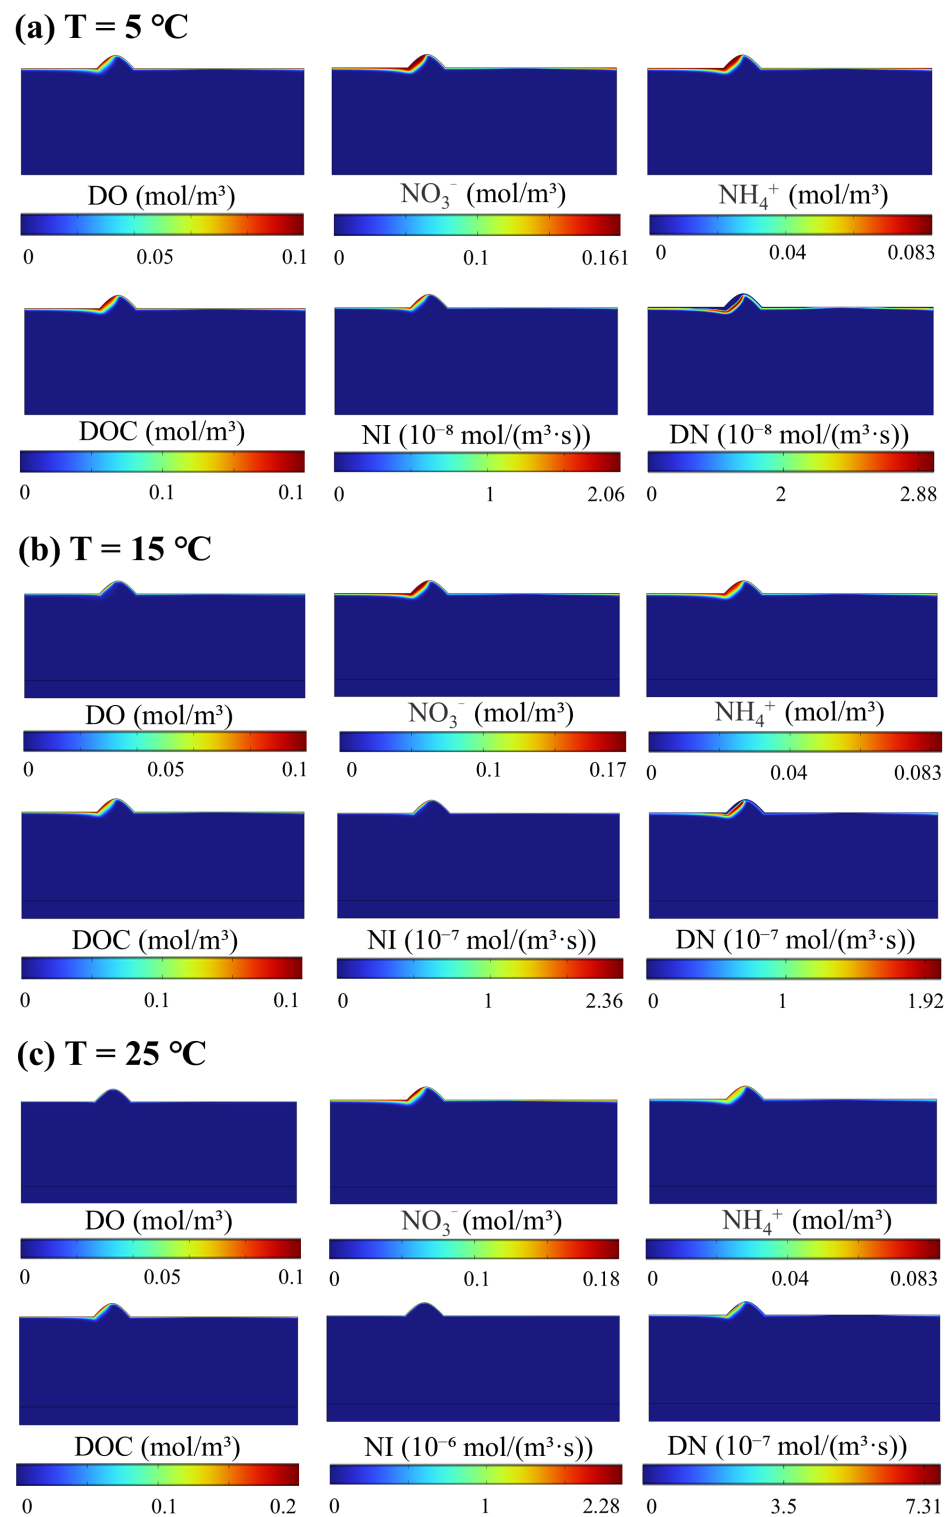 (a) T = 5 ℃
DO (mol/m³) NO₃⁻ (mol/m³) NH₄⁺ (mol/m³)
0 0.05 0.1 0 0.1 0.161 0 0.04 0.083
DOC (mol/m³) NI (10⁻⁸ mol/(m³·s)) DN (10⁻⁸ mol/(m³·s))
0 0.1 0.1 0 1 2.06 0 2 2.88
(b) T = 15 ℃
DO (mol/m³) NO₃⁻ (mol/m³) NH₄⁺ (mol/m³)
0 0.05 0.1 0 0.1 0.17 0 0.04 0.083
DOC (mol/m³) NI (10⁻⁷ mol/(m³·s)) DN (10⁻⁷ mol/(m³·s))
0 0.1 0.1 0 1 2.36 0 1 1.92
(c) T = 25 ℃
DO (mol/m³) NO₃⁻ (mol/m³) NH₄⁺ (mol/m³)
0 0.05 0.1 0 0.1 0.18 0 0.04 0.083
DOC (mol/m³) NI (10⁻⁶ mol/(m³·s)) DN (10⁻⁷ mol/(m³·s))
0 0.1 0.2 0 1 2.28 0 3.5 7.31